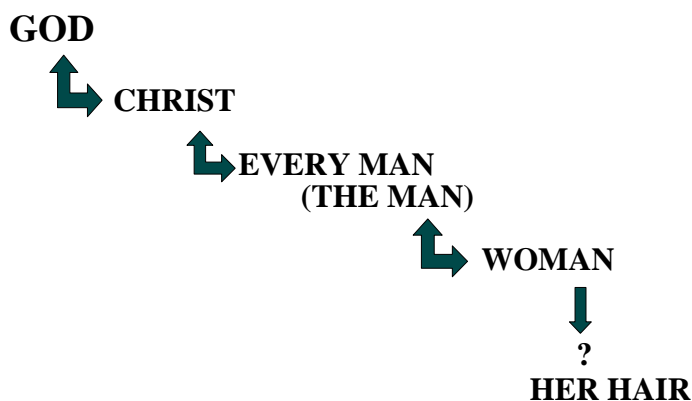 GOD
CHRIST
EVERY MAN
(THE MAN)
WOMAN
?
HER HAIR